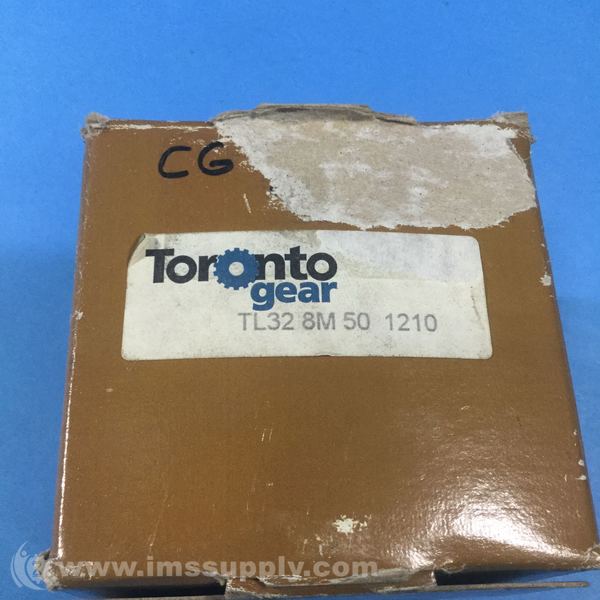 CG
Toronto
gear
TL32 8M 50 1210
www.imssupply.com